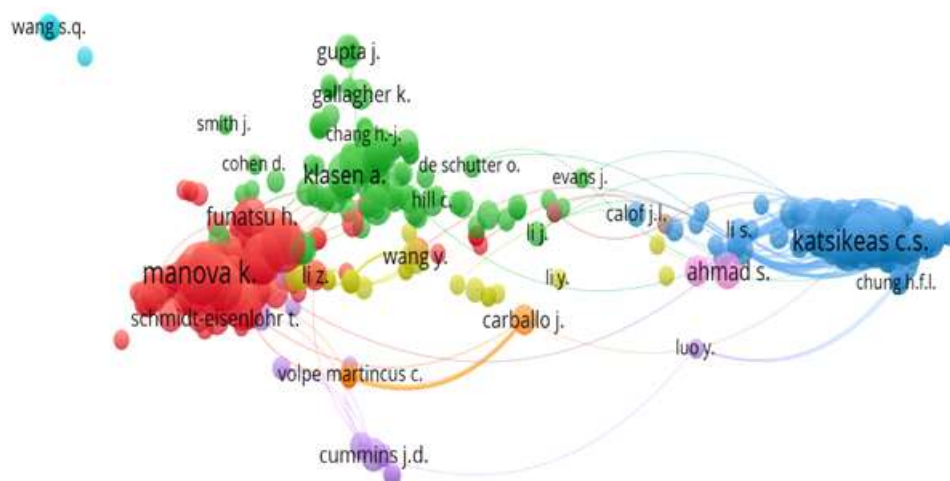 wang s.q.
gupta j.
gallagher k.
smith j.
chang h.-j.
cohen d.
klasen a.
de schutter o.
evans j.
hill c.
funatsu h.
calof j.l.
li j.
li s.
katsikeas c.s.
wang y.
manova k.
li z.
li y.
ahmad s.
chung h.f.l.
schmidt-eisenlohr t.
carballo j.
luo y.
volpe martincus c.
cummins j.d.